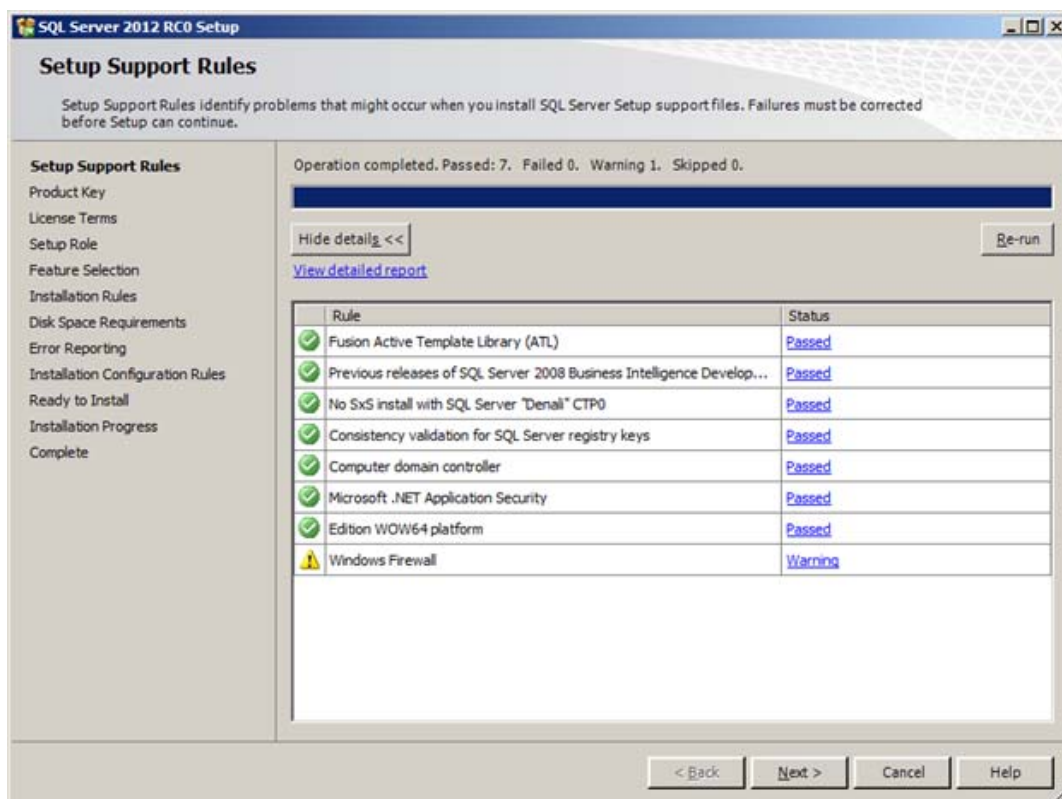 SQL Server 2012 RC0 Setup
Setup Support Rules
Setup Support Rules identify problems that might occur when you install SQL Server Setup support files. Failures must be corrected
before Setup can continue.
Setup Support Rules
Product Key
License Terms
Setup Role
Feature Selection
Installation Rules
Disk Space Requirements
Error Reporting
Installation Configuration Rules
Ready to Install
Installation Progress
Complete
Operation completed. Passed: 7. Failed 0. Warning 1. Skipped 0.
Hide details <<
Re-run
View detailed report
Rule Status
Fusion Active Template Library (ATL) Passed
Previous releases of SQL Server 2008 Business Intelligence Develop... Passed
No SxS install with SQL Server "Denali" CTP0 Passed
Consistency validation for SQL Server registry keys Passed
Computer domain controller Passed
Microsoft .NET Application Security Passed
Edition WOW64 platform Passed
Windows Firewall Warning
< Back Next > Cancel Help